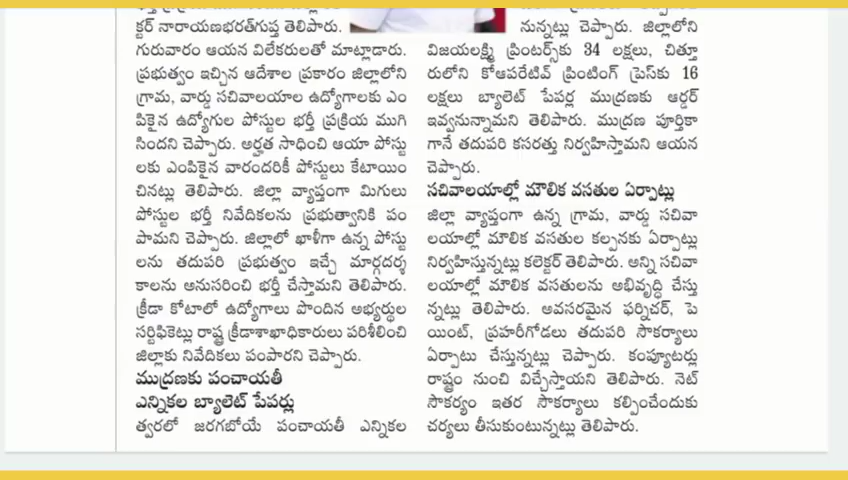 క్టర్ నారాయణభరత్‌గుప్త తెలిపారు.
గురువారం ఆయన విలేకరులతో మాట్లాడారు.
ప్రభుత్వం ఇచ్చిన ఆదేశాల ప్రకారం జిల్లాలోని
గ్రామ, వార్డు సచివాలయాల ఉద్యోగాలకు ఎం
పికైన ఉద్యోగుల పోస్టుల భర్తీ ప్రక్రియ ముగి
సిందని చెప్పారు. అర్హత సాధించి ఆయా పోస్టు
లకు ఎంపికైన వారందరికీ పోస్టులు కేటాయిం
చినట్లు తెలిపారు. జిల్లా వ్యాప్తంగా మిగులు
పోస్టుల భర్తీ నివేదికలను ప్రభుత్వానికి పం
పామని చెప్పారు. జిల్లాలో ఖాళీగా ఉన్న పోస్టు
లను తదుపరి ప్రభుత్వం ఇచ్చే మార్గదర్శ
కాలను అనుసరించి భర్తీ చేస్తామని తెలిపారు.
క్రీడా కోటాలో ఉద్యోగాలు పొందిన అభ్యర్థుల
సర్టిఫికెట్లు రాష్ట్ర క్రీడాశాఖాధికారులు పరిశీలించి
జిల్లాకు నివేదికలు పంపారని చెప్పారు.
ముద్రణకు పంచాయతీ
ఎన్నికల బ్యాలెట్ పేపర్లు
త్వరలో జరగబోయే పంచాయతీ ఎన్నికల
నున్నట్లు చెప్పారు. జిల్లాలోని
విజయలక్ష్మి ప్రింటర్స్‌కు 34 లక్షలు, చిత్తూ
రులోని కోఆపరేటివ్ ప్రింటింగ్ ప్రెస్‌కు 16
లక్షలు బ్యాలెట్ పేపర్ల ముద్రణకు ఆర్డర్
ఇవ్వనున్నామని తెలిపారు. ముద్రణ పూర్తికా
గానే తదుపరి కసరత్తు నిర్వహిస్తామని ఆయన
చెప్పారు.
సచివాలయాల్లో మౌలిక వసతుల ఏర్పాట్లు
జిల్లా వ్యాప్తంగా ఉన్న గ్రామ, వార్డు సచివా
లయాల్లో మౌలిక వసతుల కల్పనకు ఏర్పాట్లు
నిర్వహిస్తున్నట్లు కలెక్టర్ తెలిపారు. అన్ని సచివా
లయాల్లో మౌలిక వసతులను అభివృద్ధి చేస్తు
న్నట్లు తెలిపారు. అవసరమైన ఫర్నిచర్, పె
యింట్, ప్రహరీగోడలు తదుపరి సౌకర్యాలు
ఏర్పాటు చేస్తున్నట్లు చెప్పారు. కంప్యూటర్లు
రాష్ట్రం నుంచి విచ్చేస్తాయని తెలిపారు. నెట్
సౌకర్యం ఇతర సౌకర్యాలు కల్పించేందుకు
చర్యలు తీసుకుంటున్నట్లు తెలిపారు.